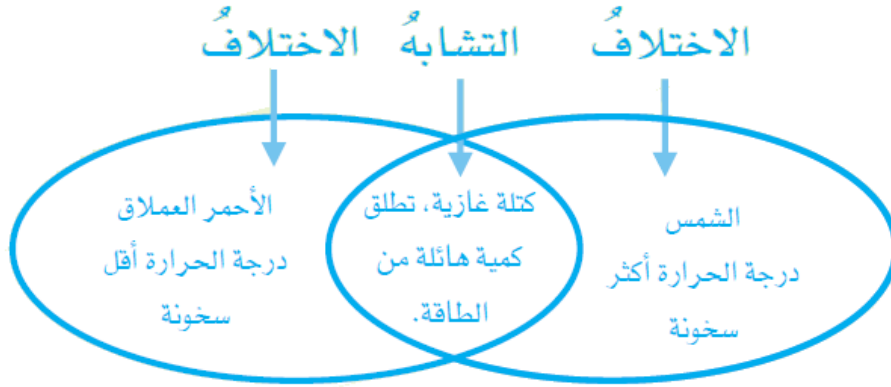 الاختلافُ
التشابهُ
الاختلافُ
الشمس
درجة الحرارة أكثر
سخونة
كتلة غازية، تطلق
كمية هائلة من
الطاقة.
الأحمر العملاق
درجة الحرارة أقل
سخونة